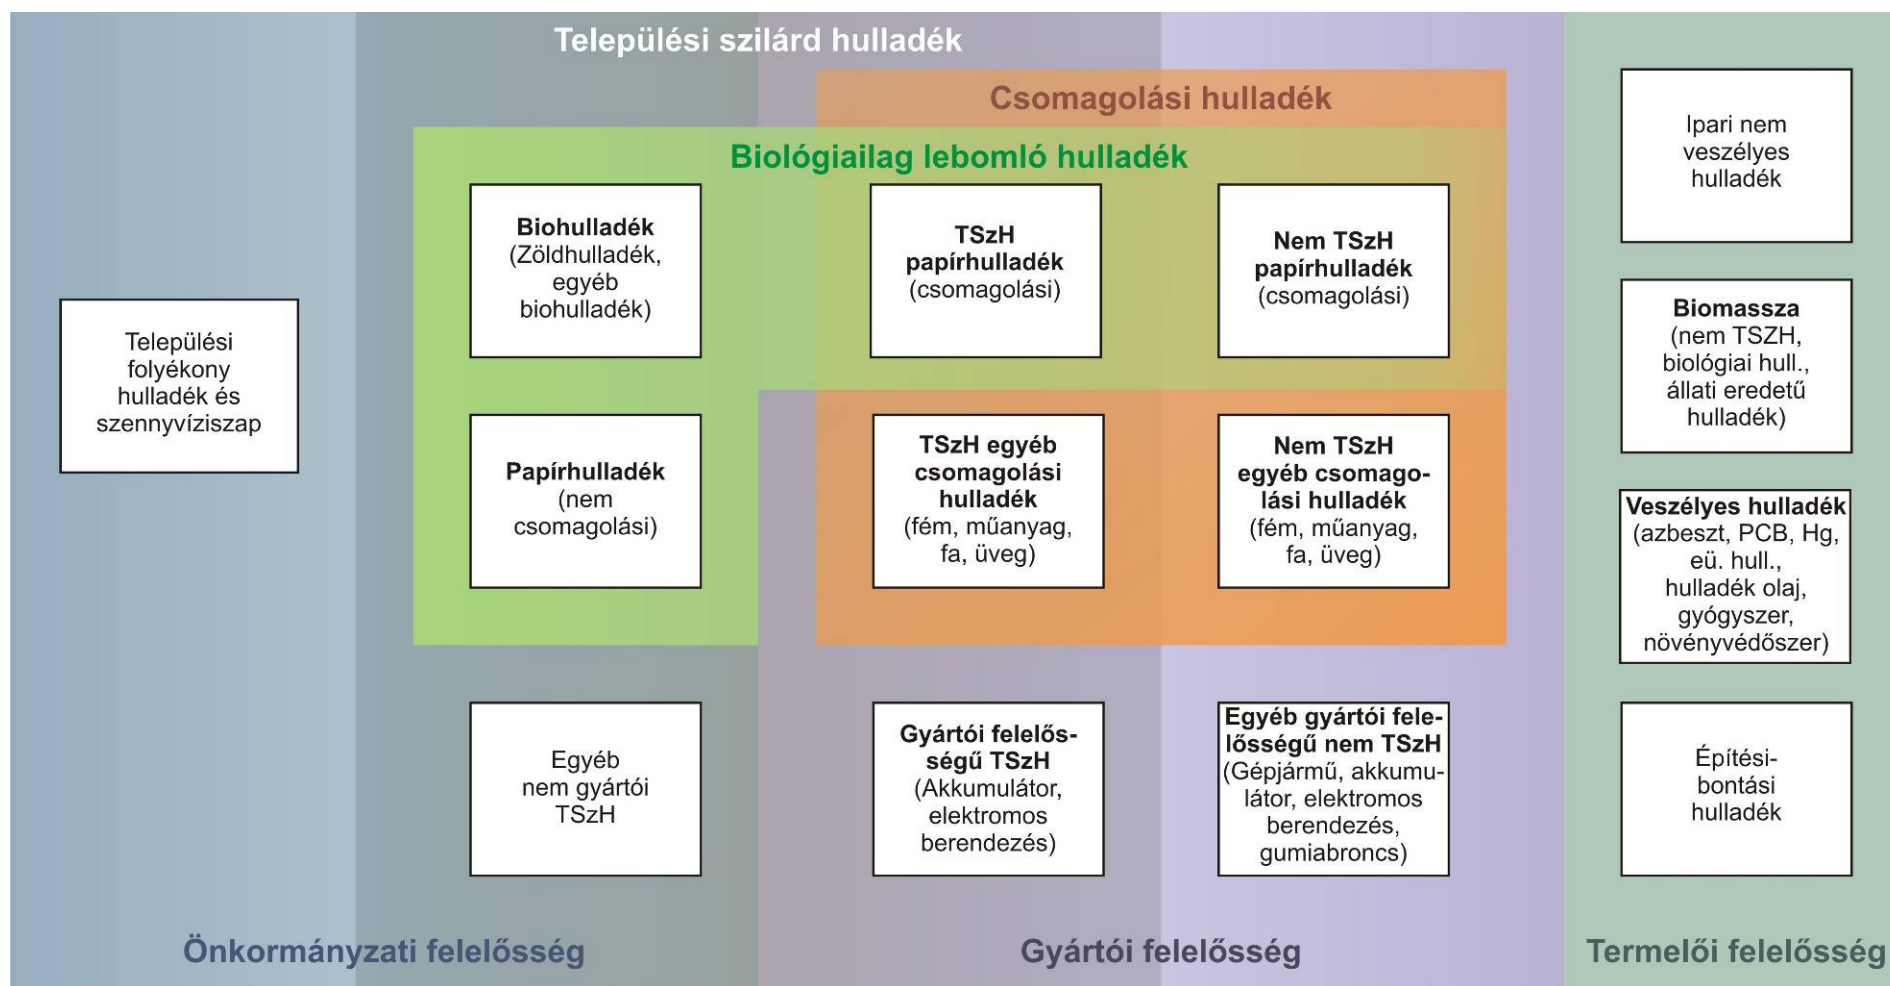 Települési szilárd hulladék
Csomagolási hulladék
Biológiailag lebomló hulladék
Települési
folyékony
hulladék és
szennyvíziszap
Biohulladék
(Zöldhulladék,
egyéb
biohulladék)
TSzH
papírhulladék
(csomagolási)
Nem TSzH
papírhulladék
(csomagolási)
Papírhulladék
(nem
csomagolási)
TSzH egyéb
csomagolási
hulladék
(fém, műanyag,
fa, üveg)
Nem TSzH
egyéb csomago-
lási hulladék
(fém, műanyag,
fa, üveg)
Egyéb
nem gyártói
TSzH
Gyártói felelős-
ségű TSzH
(Akkumulátor,
elektromos
berendezés)
Egyéb gyártói fele-
lősségű nem TSzH
(Gépjármű, akkumu-
látor, elektromos
berendezés,
gumiabroncs)
Ipari nem
veszélyes
hulladék
Biomassza
(nem TSZH,
biológiai hull.,
állati eredetű
hulladék)
Veszélyes hulladék
(azbeszt, PCB, Hg,
eü. hull.,
hulladék olaj,
gyógyszer,
növényvédőszer)
Építési-
bontási
hulladék
Önkormányzati felelősség
Gyártói felelősség
Termelői felelősség